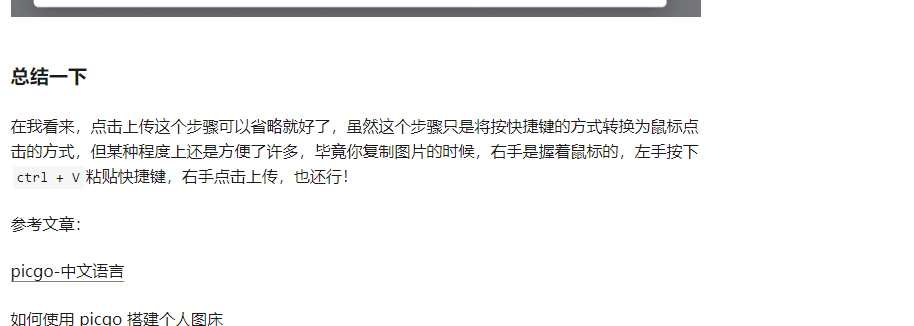 总结一下
在我看来，点击上传这个步骤可以省略就好了，虽然这个步骤只是将按快捷键的方式转换为鼠标点
击的方式，但某种程度上还是方便了许多，毕竟你复制图片的时候，右手是握着鼠标的，左手按下
ctrl + V 粘贴快捷键，右手点击上传，也还行！
参考文章：
picgo-中文语言
如何使用 picgo 搭建个人图床